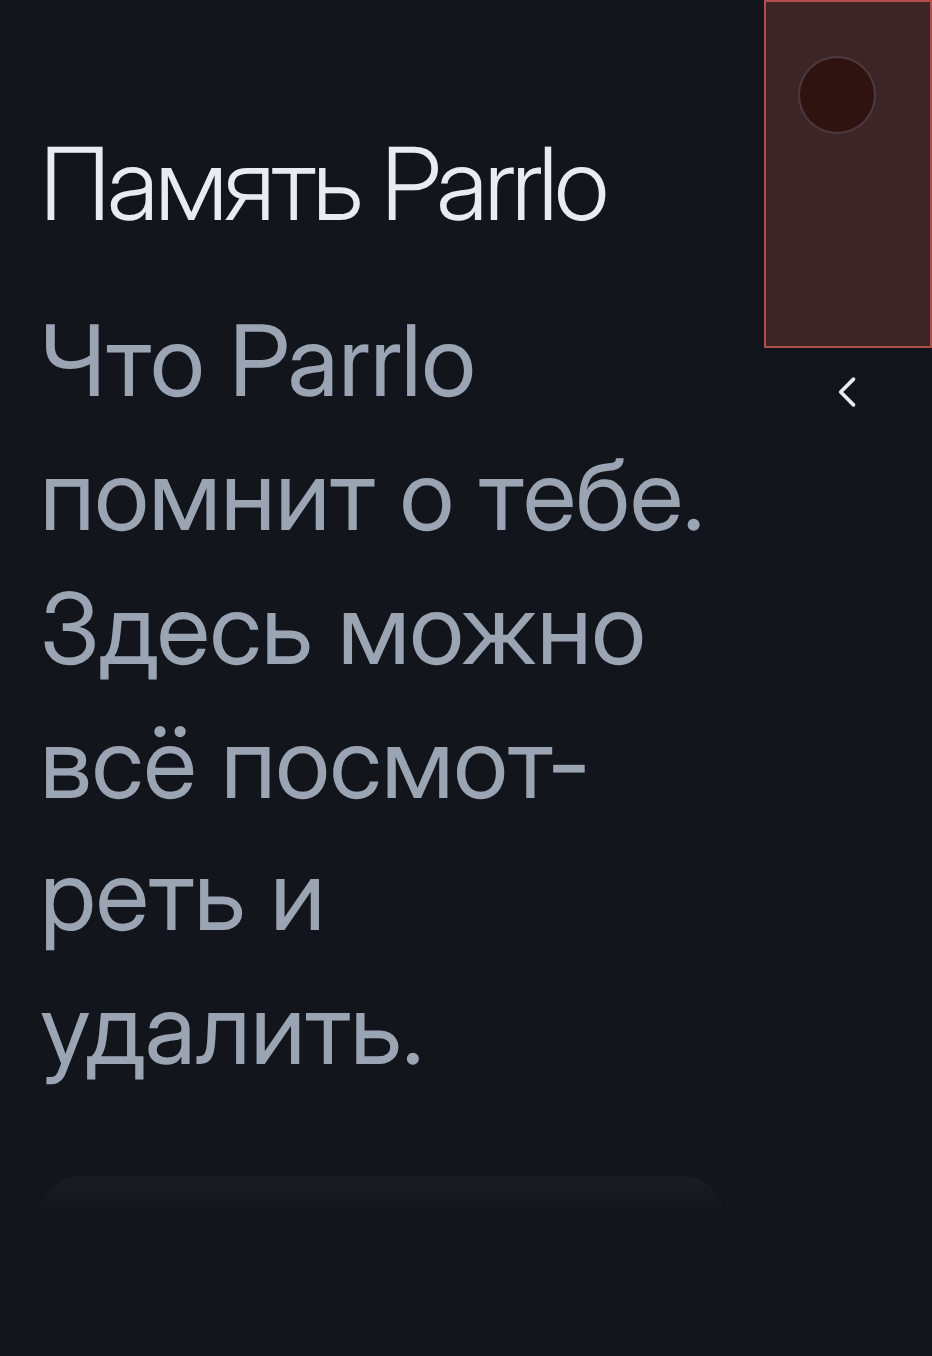 Память Parrlo
Что Parrlo
помнит о тебе.
Здесь можно
всё посмот-
реть и
удалить.